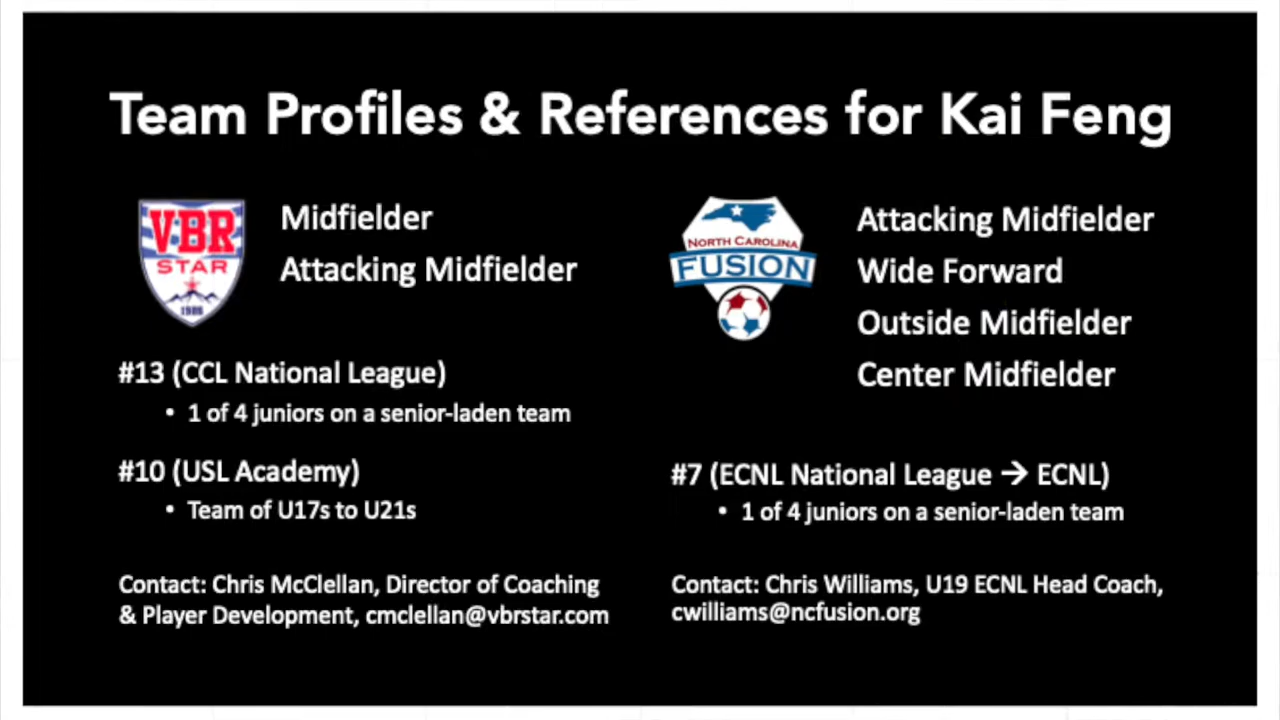 Team Profiles & References for Kai Feng
VBR
STAR
1986
Midfielder
Attacking Midfielder
#13 (CCL National League)
• 1 of 4 juniors on a senior-laden team
#10 (USL Academy)
• Team of U17s to U21s
Contact: Chris McClellan, Director of Coaching
& Player Development, cmclellan@vbrstar.com
NORTH CAROLINA
FUSION
Attacking Midfielder
Wide Forward
Outside Midfielder
Center Midfielder
#7 (ECNL National League → ECNL)
• 1 of 4 juniors on a senior-laden team
Contact: Chris Williams, U19 ECNL Head Coach,
cwilliams@ncfusion.org